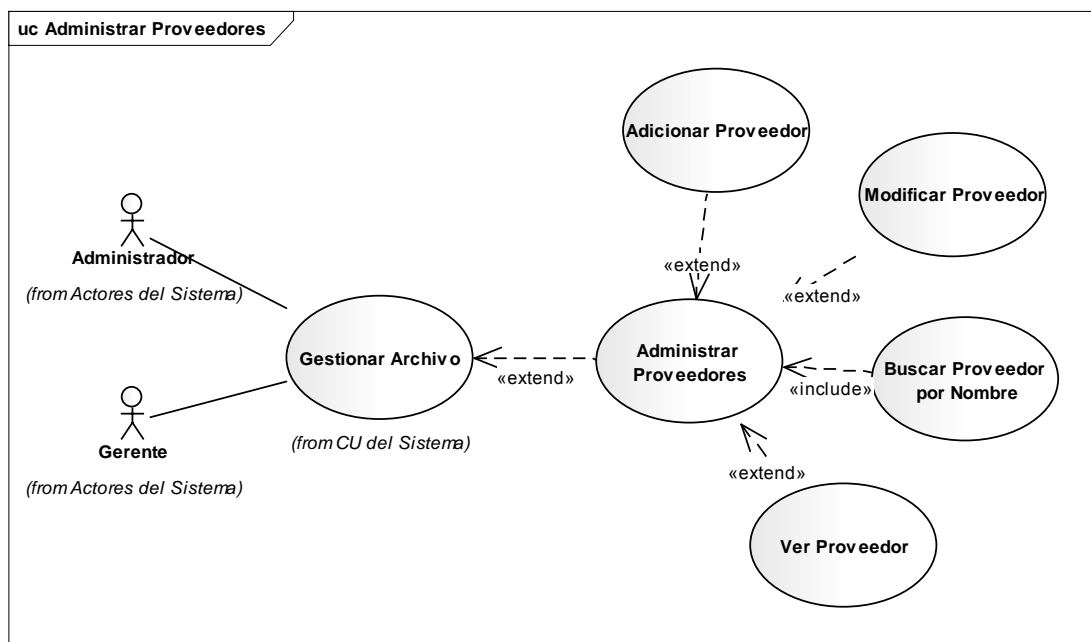 uc Administrar Proveedores
Adicionar Proveedor
Modificar Proveedor
Administrador
(from Actores del Sistema)
«extend»
«extend»
Gestionar Archivo
«extend»
Administrar
Proveedores
Buscar Proveedor
por Nombre
«include»
Gerente
(from CU del Sistema)
(from Actores del Sistema)
«extend»
Ver Proveedor